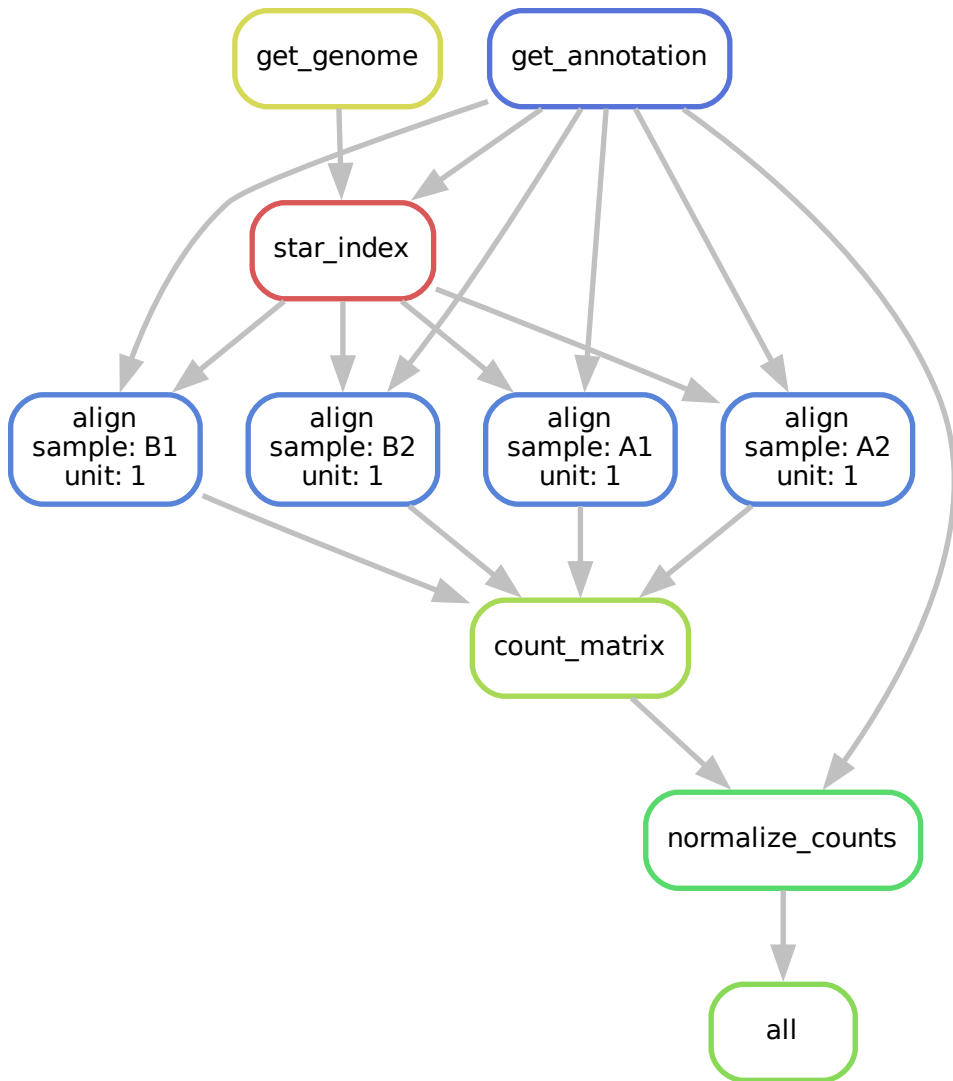 get_genome
get_annotation
star_index
align
sample: B1
unit: 1
align
sample: B2
unit: 1
align
sample: A1
unit: 1
align
sample: A2
unit: 1
count_matrix
normalize_counts
all